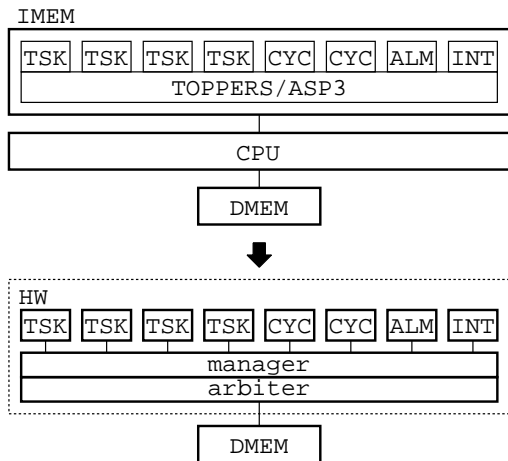 IMEM
TSK TSK TSK TSK CYC CYC ALM INT
TOPPERS/ASP3
CPU
DMEM
HW
TSK TSK TSK TSK CYC CYC ALM INT
manager
arbiter
DMEM